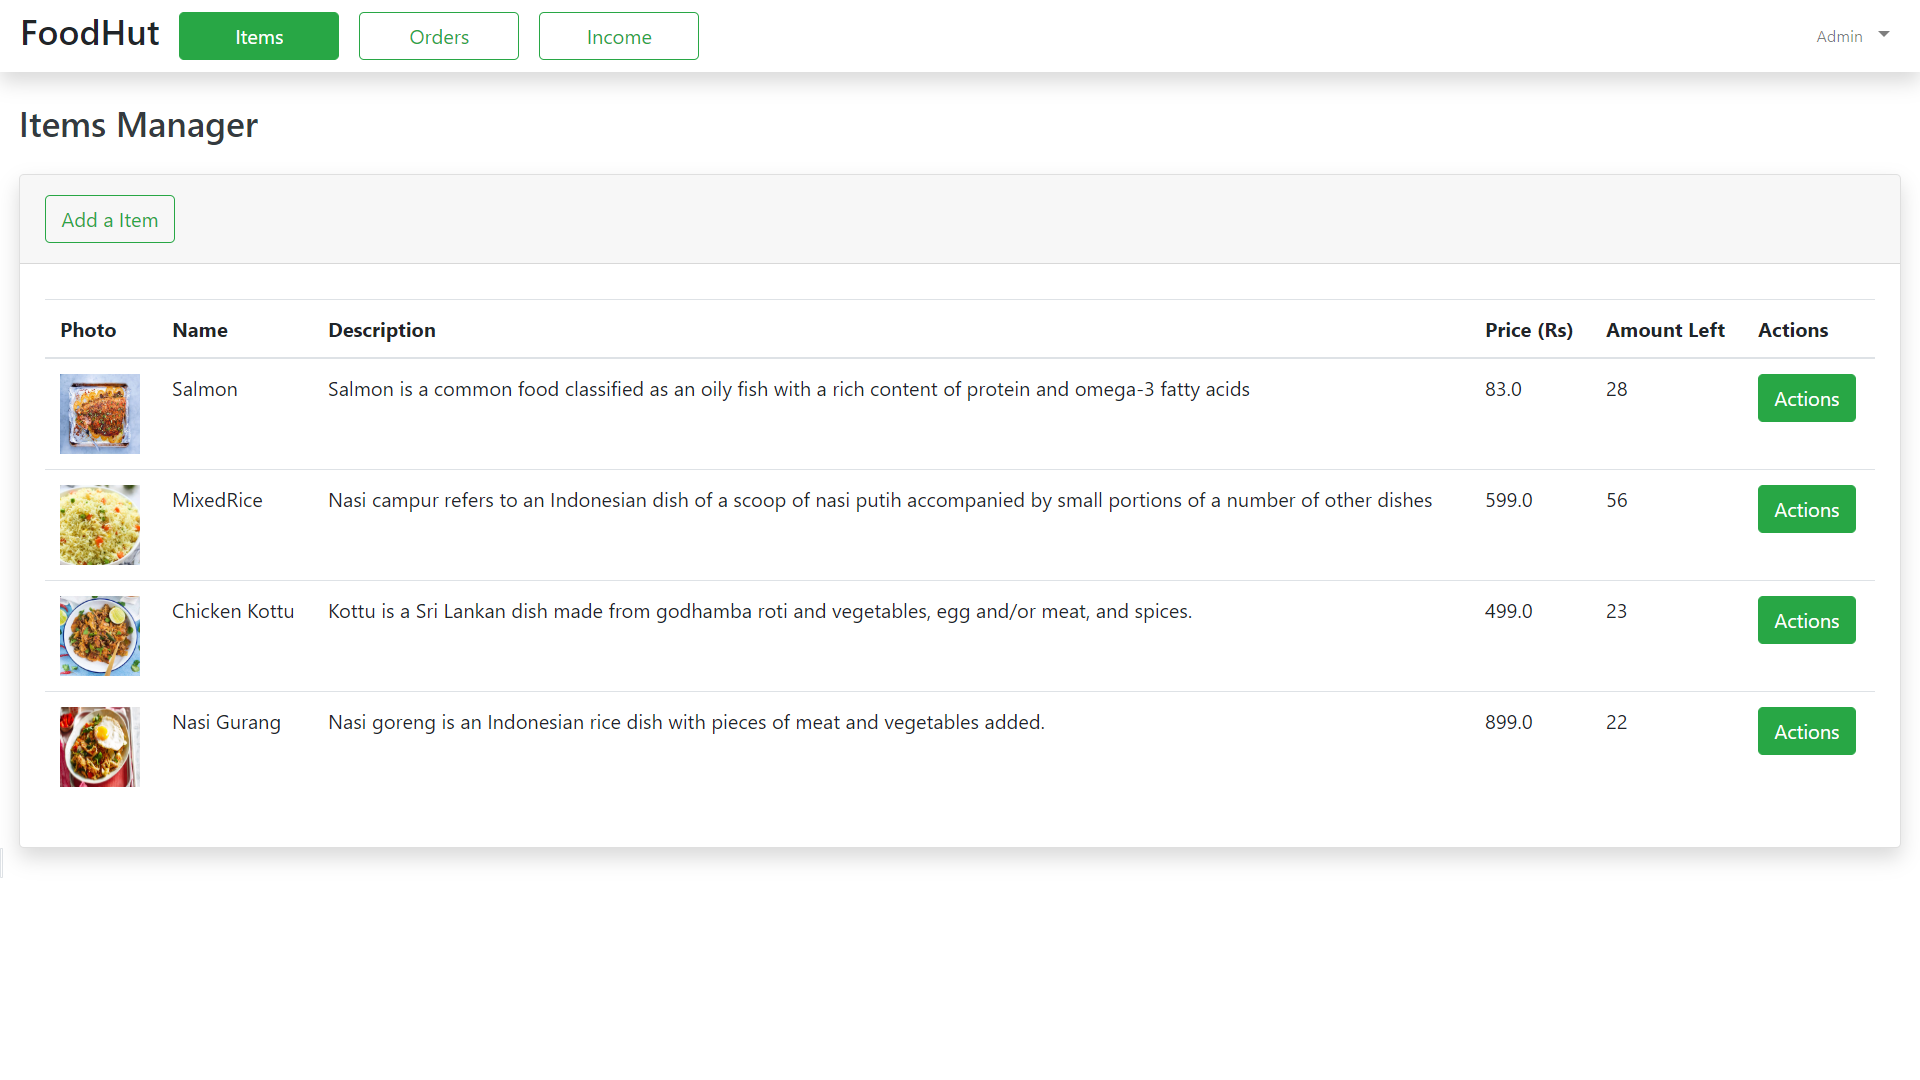 FoodHut Items Orders Income Admin
Items Manager
Add a Item
Photo Name Description Price (Rs) Amount Left Actions
Salmon Salmon is a common food classified as an oily fish with a rich content of protein and omega-3 fatty acids 83.0 28 Actions
MixedRice Nasi campur refers to an Indonesian dish of a scoop of nasi putih accompanied by small portions of a number of other dishes 599.0 56 Actions
Chicken Kottu Kottu is a Sri Lankan dish made from godhamba roti and vegetables, egg and/or meat, and spices. 499.0 23 Actions
Nasi Gurang Nasi goreng is an Indonesian rice dish with pieces of meat and vegetables added. 899.0 22 Actions